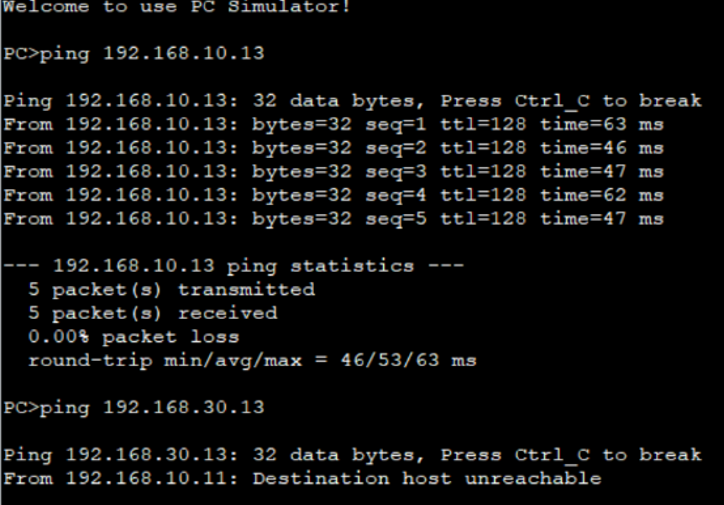 Welcome to use PC Simulator!
PC>ping 192.168.10.13
Ping 192.168.10.13: 32 data bytes, Press Ctrl_C to break
From 192.168.10.13: bytes=32 seq=1 ttl=128 time=63 ms
From 192.168.10.13: bytes=32 seq=2 ttl=128 time=46 ms
From 192.168.10.13: bytes=32 seq=3 ttl=128 time=47 ms
From 192.168.10.13: bytes=32 seq=4 ttl=128 time=62 ms
From 192.168.10.13: bytes=32 seq=5 ttl=128 time=47 ms
--- 192.168.10.13 ping statistics ---
5 packet(s) transmitted
5 packet(s) received
0.00% packet loss
round-trip min/avg/max = 46/53/63 ms
PC>ping 192.168.30.13
Ping 192.168.30.13: 32 data bytes, Press Ctrl_C to break
From 192.168.10.11: Destination host unreachable